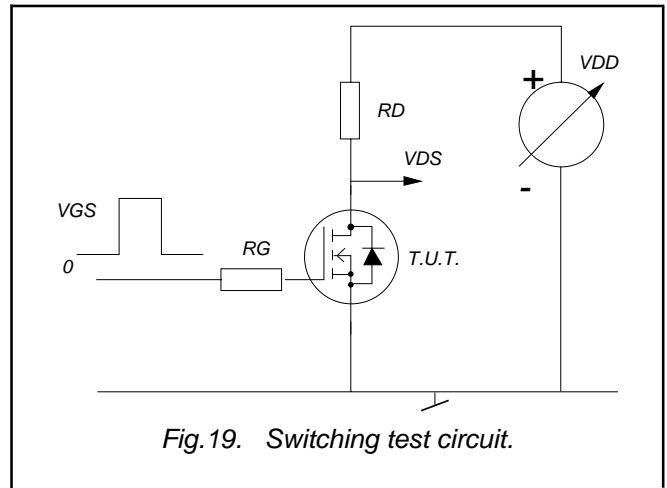 +
VDD
RD
VDS
-
VGS
RG
T.U.T.
0
Fig.19. Switching test circuit.